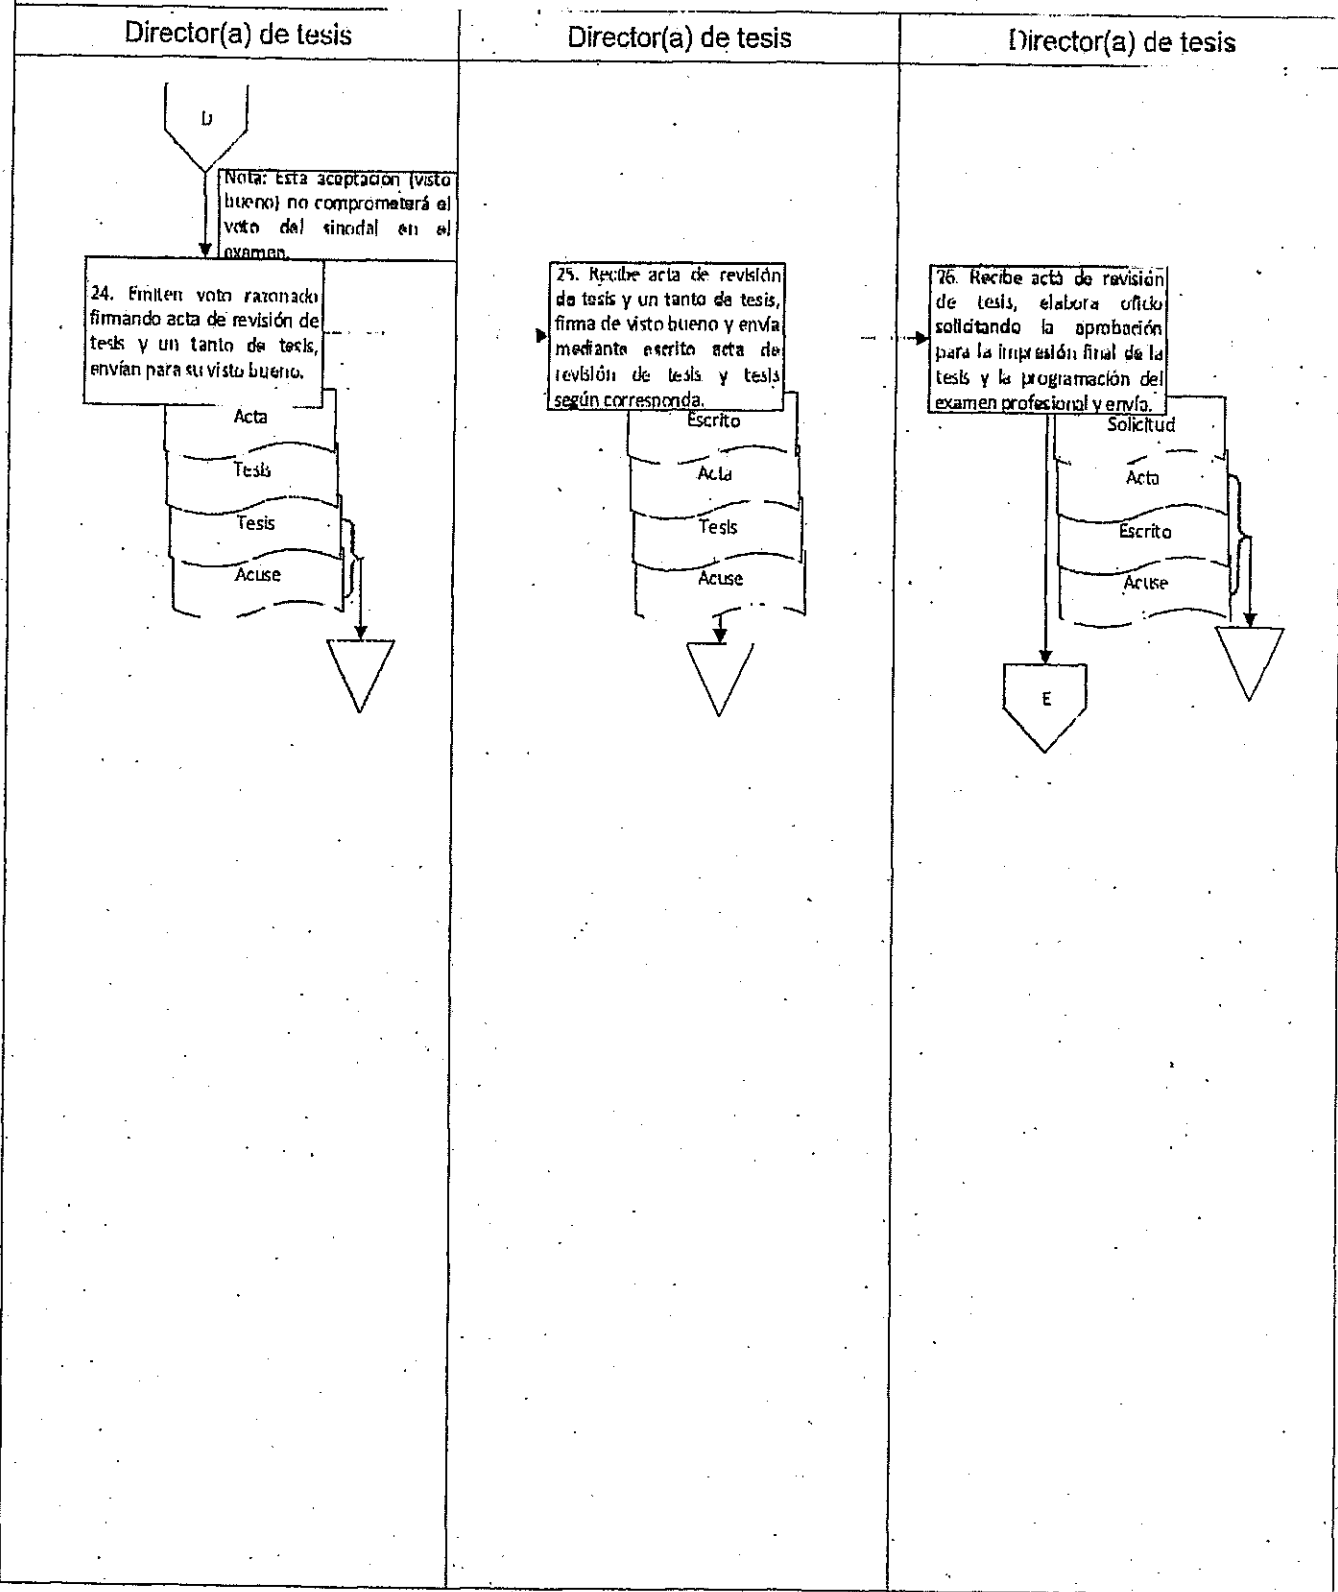 Director(a) de tesis
Director(a) de tesis
Director(a) de tesis
D
Nota: Esta aceptación (visto
bueno) no comprometerá el
voto del sinodal en el
examen.
24. Emiten voto razonado
firmando acta de revisión de
tesis y un tanto de tesis,
envían para su visto bueno.
Acta
Tesis
Tesis
Acuse
25. Recibe acta de revisión
de tesis y un tanto de tesis,
firma de visto bueno y envía
mediante escrito acta de
revisión de tesis y tesis
según corresponda.
Escrito
Acta
Tesis
Acuse
26. Recibe acta de revisión
de tesis, elabora oficio
solicitando la aprobación
para la impresión final de la
tesis y la programación del
examen profesional y envía.
Solicitud
Acta
Escrito
Acuse
E